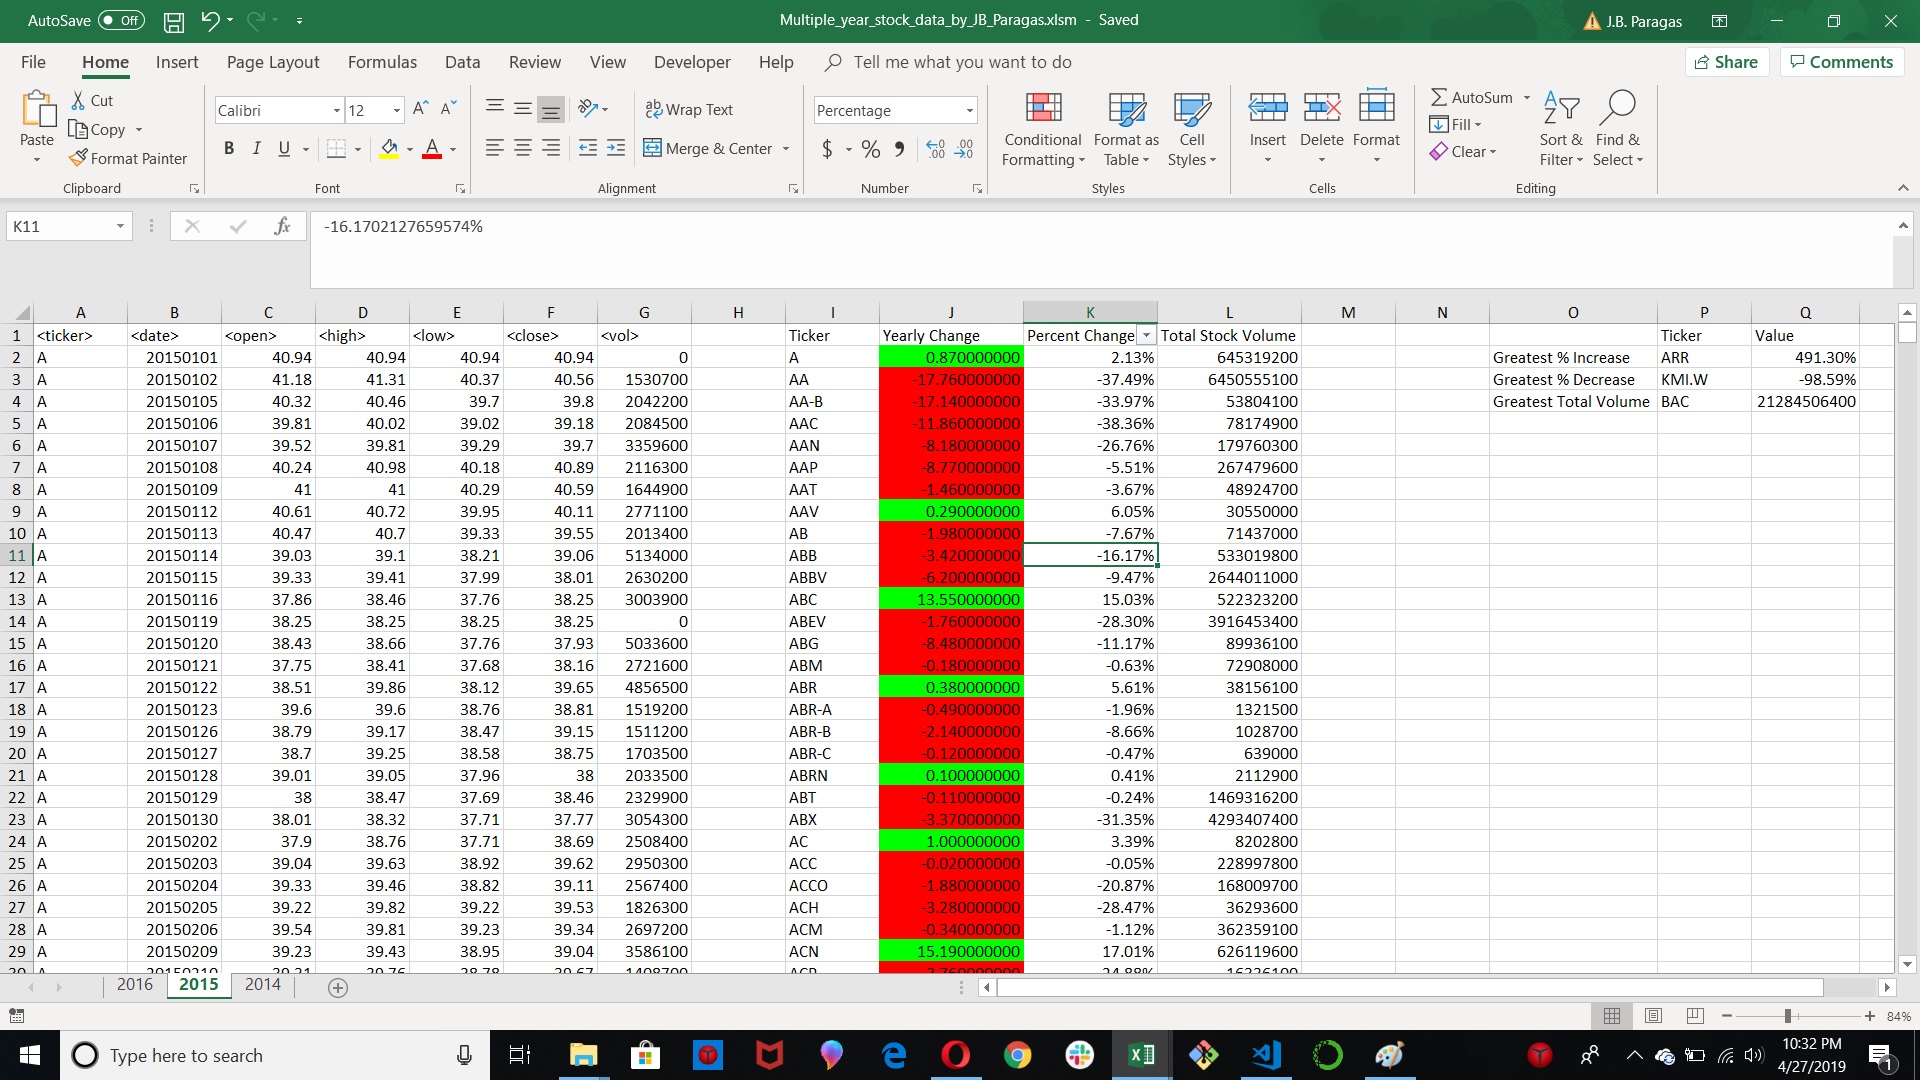 AutoSave Off Multiple_year_stock_data_by_JB_Paragas.xlsm - Saved J.B. Paragas
File Home Insert Page Layout Formulas Data Review View Developer Help Tell me what you want to do Share Comments
Paste Cut Copy Format Painter Clipboard
Calibri 12 B I U A Font
Wrap Text Merge & Center Alignment
Percentage $ % Number
Conditional Formatting Format as Table Cell Styles Styles
Insert Delete Format Cells
AutoSum Fill Clear Sort & Filter Find & Select Editing
K11 fx -16.1702127659574%
A B C D E F G H I J K L M N O P Q
1 <ticker> <date> <open> <high> <low> <close> <vol> Ticker Yearly Change Percent Change Total Stock Volume Ticker Value
2 A 20150101 40.94 40.94 40.94 40.94 0 A 0.870000000 2.13% 645319200 Greatest % Increase ARR 491.30%
3 A 20150102 41.18 41.31 40.37 40.56 1530700 AA -17.760000000 -37.49% 6450555100 Greatest % Decrease KMI.W -98.59%
4 A 20150105 40.32 40.46 39.7 39.8 2042200 AA-B -17.140000000 -33.97% 53804100 Greatest Total Volume BAC 21284506400
5 A 20150106 39.81 40.02 39.02 39.18 2084500 AAC -11.860000000 -38.36% 78174900
6 A 20150107 39.52 39.81 39.29 39.7 3359600 AAN -8.180000000 -26.76% 179760300
7 A 20150108 40.24 40.98 40.18 40.89 2116300 AAP -8.770000000 -5.51% 267479600
8 A 20150109 41 41 40.29 40.59 1644900 AAT -1.460000000 -3.67% 48924700
9 A 20150112 40.61 40.72 39.95 40.11 2771100 AAV 0.290000000 6.05% 30550000
10 A 20150113 40.47 40.7 39.33 39.55 2013400 AB -1.980000000 -7.67% 71437000
11 A 20150114 39.03 39.1 38.21 39.06 5134000 ABB -3.420000000 -16.17% 533019800
12 A 20150115 39.33 39.41 37.99 38.01 2630200 ABBV -6.200000000 -9.47% 2644011000
13 A 20150116 37.86 38.46 37.76 38.25 3003900 ABC 13.550000000 15.03% 522323200
14 A 20150119 38.25 38.25 38.25 38.25 0 ABEV -1.760000000 -28.30% 3916453400
15 A 20150120 38.43 38.66 37.76 37.93 5033600 ABG -8.480000000 -11.17% 89936100
16 A 20150121 37.75 38.41 37.68 38.16 2721600 ABM -0.180000000 -0.63% 72908000
17 A 20150122 38.51 39.86 38.12 39.65 4856500 ABR 0.380000000 5.61% 38156100
18 A 20150123 39.6 39.6 38.76 38.81 1519200 ABR-A -0.490000000 -1.96% 1321500
19 A 20150126 38.79 39.17 38.47 39.15 1511200 ABR-B -2.140000000 -8.66% 1028700
20 A 20150127 38.7 39.25 38.58 38.75 1703500 ABR-C -0.120000000 -0.47% 639000
21 A 20150128 39.01 39.05 37.96 38 2033500 ABRN 0.100000000 0.41% 2112900
22 A 20150129 38 38.47 37.69 38.46 2329900 ABT -0.110000000 -0.24% 1469316200
23 A 20150130 38.01 38.32 37.71 37.77 3054300 ABX -3.370000000 -31.35% 4293407400
24 A 20150202 37.9 38.76 37.71 38.69 2508400 AC 1.000000000 3.39% 8202800
25 A 20150203 39.04 39.63 38.92 39.62 2950300 ACC -0.020000000 -0.05% 228997800
26 A 20150204 39.33 39.46 38.82 39.11 2567400 ACCO -1.880000000 -20.87% 168009700
27 A 20150205 39.22 39.82 39.22 39.53 1826300 ACH -3.280000000 -28.47% 36293600
28 A 20150206 39.54 39.81 39.23 39.34 2697200 ACM -0.340000000 -1.12% 362359100
29 A 20150209 39.23 39.43 38.95 39.04 3586100 ACN 15.190000000 17.01% 626119600
2016 2015 2014
84%
Type here to search
10:32 PM
4/27/2019
1